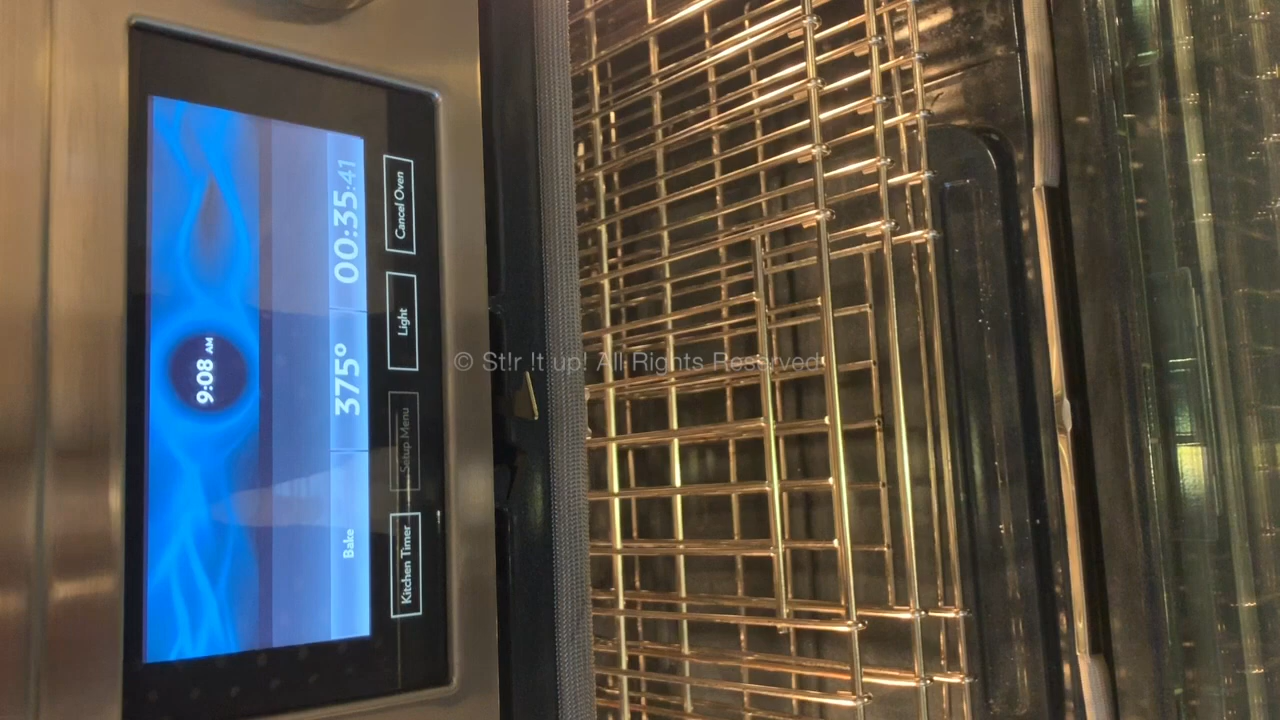 9:08 AM
Bake 375° 00:35:41
Kitchen Timer Setup Menu Light Cancel Oven
© St!r !t up! All Rights Reserved